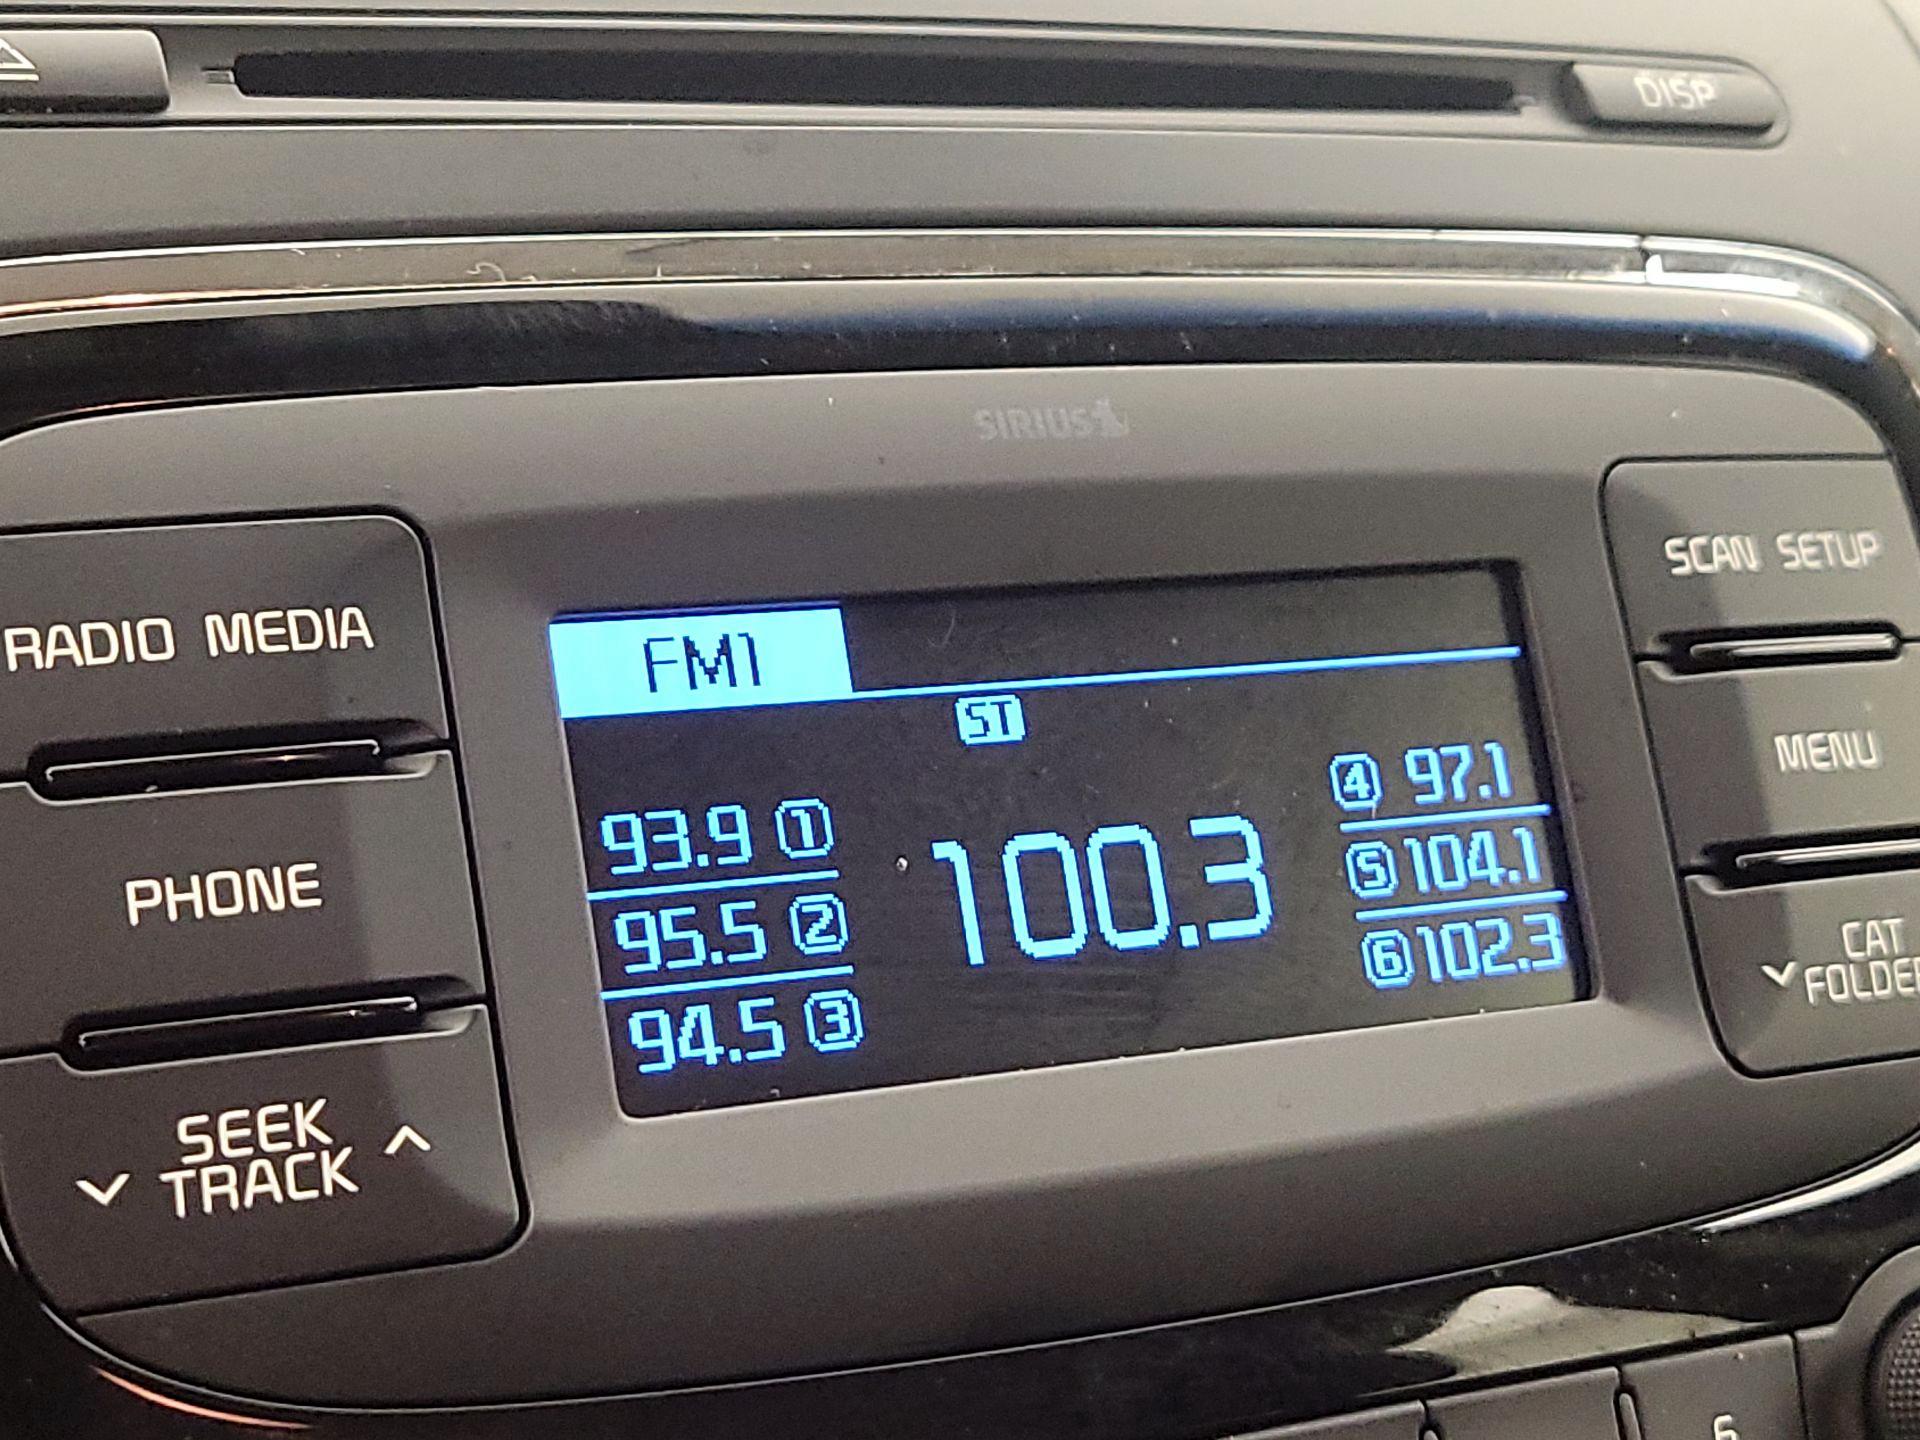 DISP
SIRIUS
RADIO MEDIA
SCAN SETUP
FM1
ST
PHONE
MENU
93.9 1
95.5 2
94.5 3
100.3
4 97.1
5 104.1
6 102.3
SEEK
TRACK
CAT
6